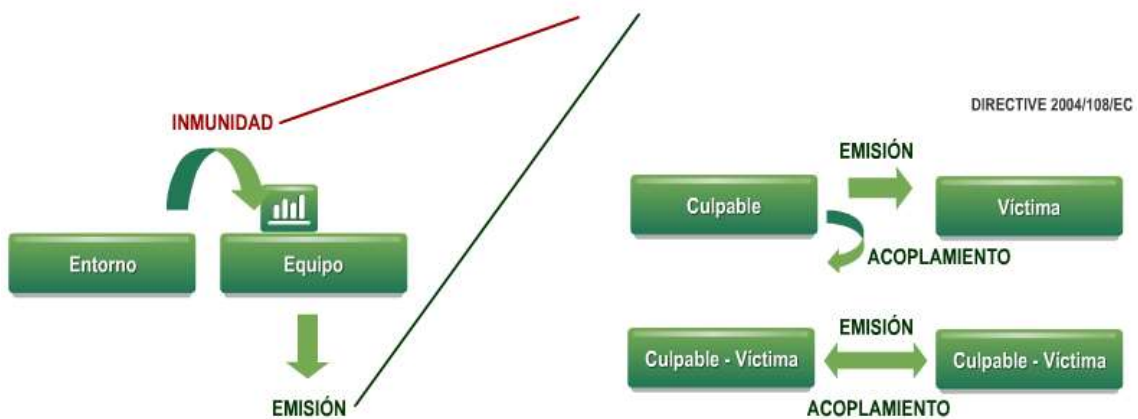 INMUNIDAD
Entorno
Equipo
EMISIÓN
DIRECTIVE 2004/108/EC
EMISIÓN
Culpable
Víctima
ACOPLAMIENTO
EMISIÓN
Culpable - Víctima
Culpable - Víctima
ACOPLAMIENTO